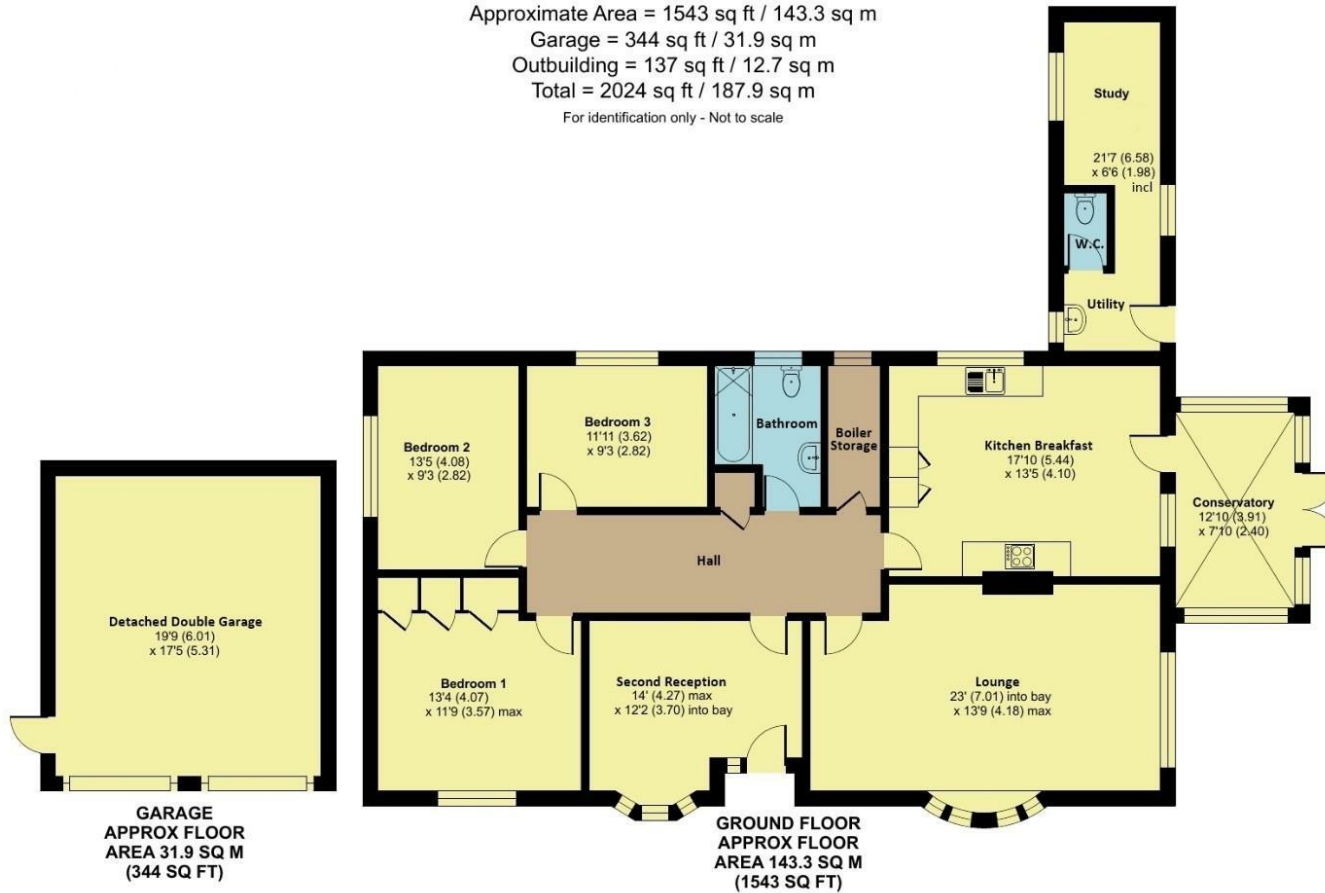 Approximate Area = 1543 sq ft / 143.3 sq m
Garage = 344 sq ft / 31.9 sq m
Outbuilding = 137 sq ft / 12.7 sq m
Total = 2024 sq ft / 187.9 sq m
For identification only - Not to scale
Study
21'7 (6.58)
x 6'6 (1.98)
incl
W.C.
Utility
Bedroom 2
13'5 (4.08)
x 9'3 (2.82)
Bedroom 3
11'11 (3.62)
x 9'3 (2.82)
Bathroom
Boiler
Storage
Kitchen Breakfast
17'10 (5.44)
x 13'5 (4.10)
Conservatory
12'10 (3.91)
x 7'10 (2.40)
Hall
Detached Double Garage
19'9 (6.01)
x 17'5 (5.31)
Bedroom 1
13'4 (4.07)
x 11'9 (3.57) max
Second Reception
14' (4.27) max
x 12'2 (3.70) into bay
Lounge
23' (7.01) into bay
x 13'9 (4.18) max
GARAGE
APPROX FLOOR
AREA 31.9 SQ M
(344 SQ FT)
GROUND FLOOR
APPROX FLOOR
AREA 143.3 SQ M
(1543 SQ FT)